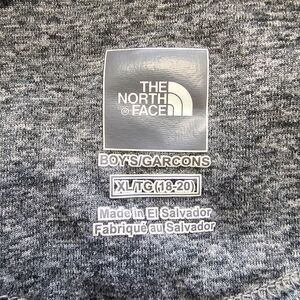 THE
NORTH
FACE
BOY'S/GARCONS
XL/TG (18-20)
Made in El Salvador
Fabriqué au Salvador